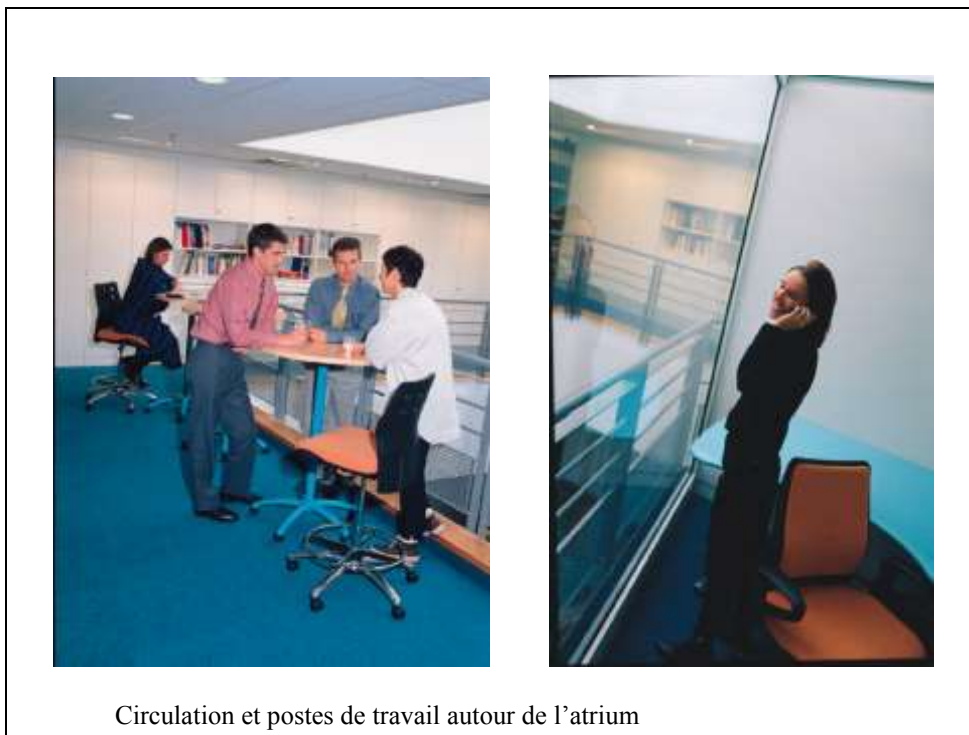 Circulation et postes de travail autour de l’atrium